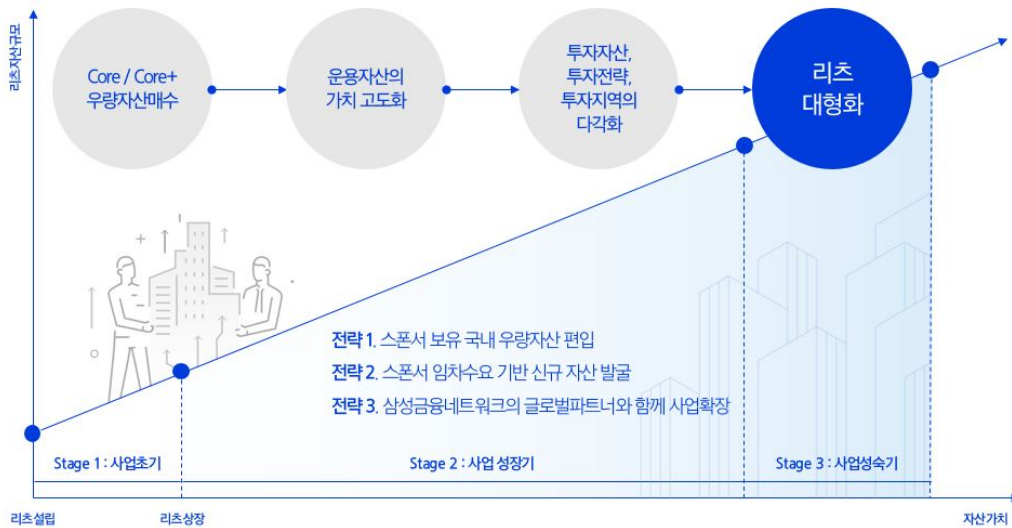 리츠자산규모
Core / Core+
우량자산매수
운용자산의
가치 고도화
투자자산,
투자전략,
투자지역의
다각화
리츠
대형화
전략 1. 스폰서 보유 국내 우량자산 편입
전략 2. 스폰서 임차수요 기반 신규 자산 발굴
전략 3. 삼성금융네트워크의 글로벌파트너와 함께 사업확장
Stage 1 : 사업초기
Stage 2 : 사업 성장기
Stage 3 : 사업성숙기
리츠설립
리츠상장
자산가치